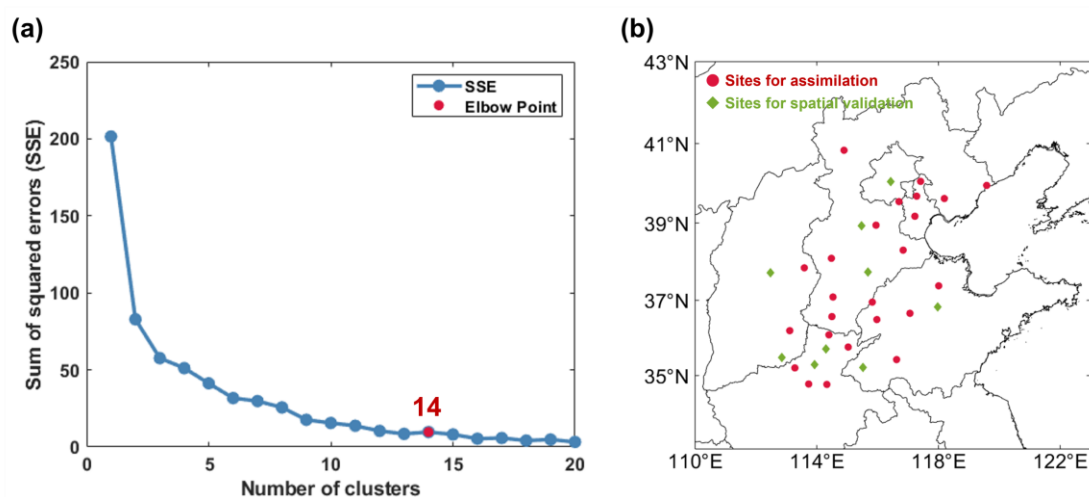 (a)
250
200
150
100
50
0
Sum of squared errors (SSE)
SSE
Elbow Point
14
0
5
10
15
20
Number of clusters
(b)
43°N
41°N
39°N
37°N
35°N
Sites for assimilation
Sites for spatial validation
110°E
114°E
118°E
122°E